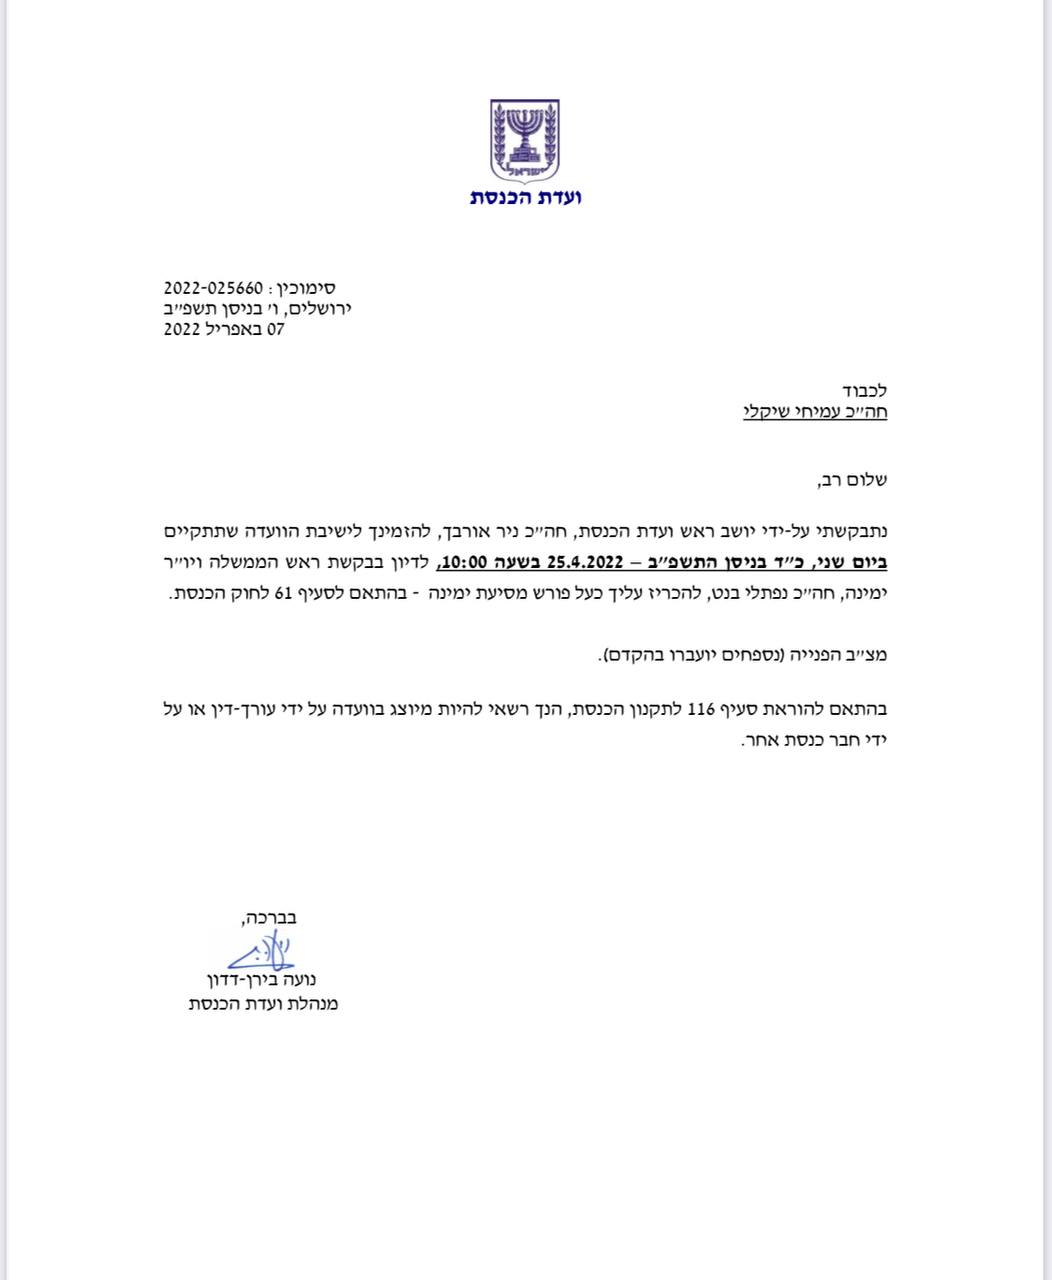 ישראל
ועדת הכנסת
סימוכין : 2022-025660
ירושלים, ו׳ בניסן תשפ״ב
07 באפריל 2022
לכבוד
חה״כ עמיחי שיקלי
שלום רב,
נתבקשתי על-ידי יושב ראש ועדת הכנסת, חה״כ ניר אורבך, להזמינך לישיבת הוועדה שתתקיים
ביום שני, כ״ד בניסן התשפ״ב – 25.4.2022 בשעה 10:00, לדיון בבקשת ראש הממשלה ויו״ר
ימינה, חה״כ נפתלי בנט, להכריז עליך כעל פורש מסיעת ימינה - בהתאם לסעיף 61 לחוק הכנסת.
מצ״ב הפנייה (נספחים יועברו בהקדם).
בהתאם להוראת סעיף 116 לתקנון הכנסת, הנך רשאי להיות מיוצג בוועדה על ידי עורך-דין או על
ידי חבר כנסת אחר.
בברכה,
נועה בירן-דדון
מנהלת ועדת הכנסת